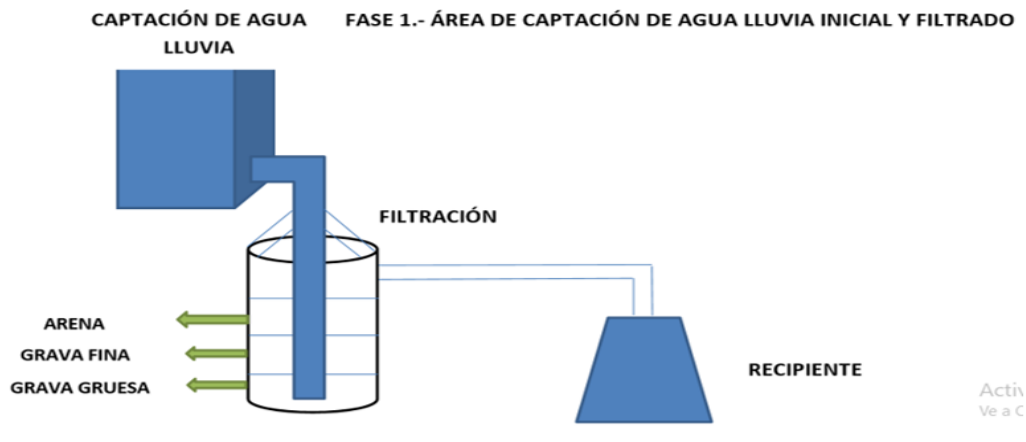 CAPTACIÓN DE AGUA
LLUVIA
FASE 1.- ÁREA DE CAPTACIÓN DE AGUA LLUVIA INICIAL Y FILTRADO
FILTRACIÓN
ARENA
GRAVA FINA
GRAVA GRUESA
RECIPIENTE
Activ
Ve a C